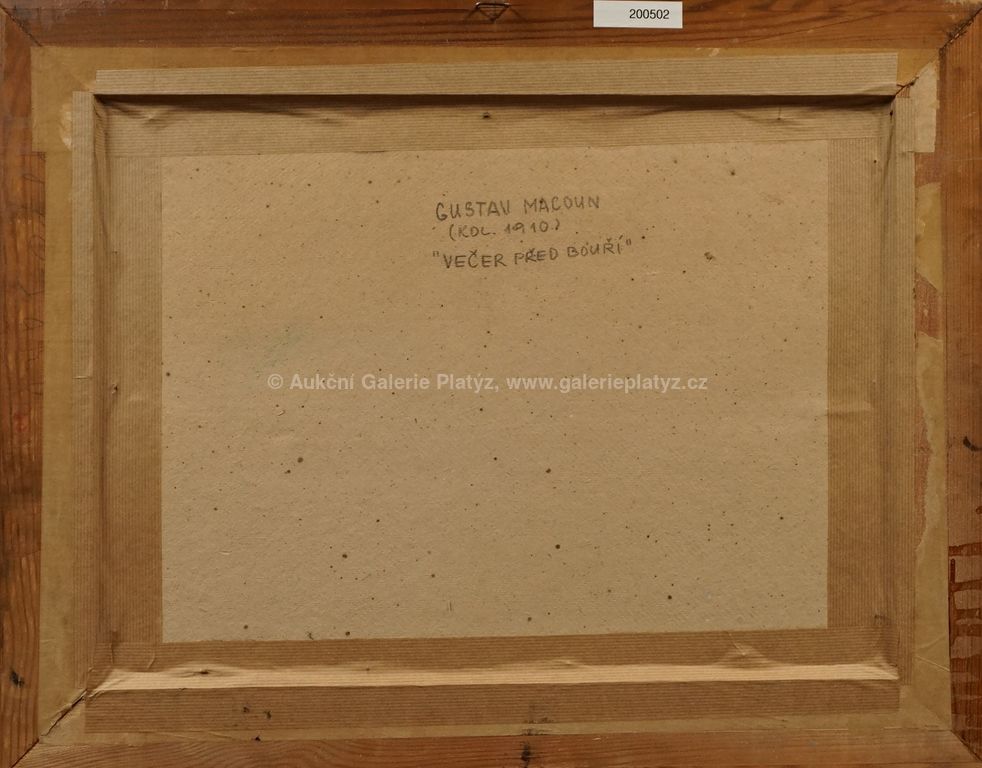 200502
GUSTAV MACOUN
(KOL. 1910)
"VEČER PŘED BOUŘÍ"
© Aukční Galerie Platýz, www.galerieplatyz.cz